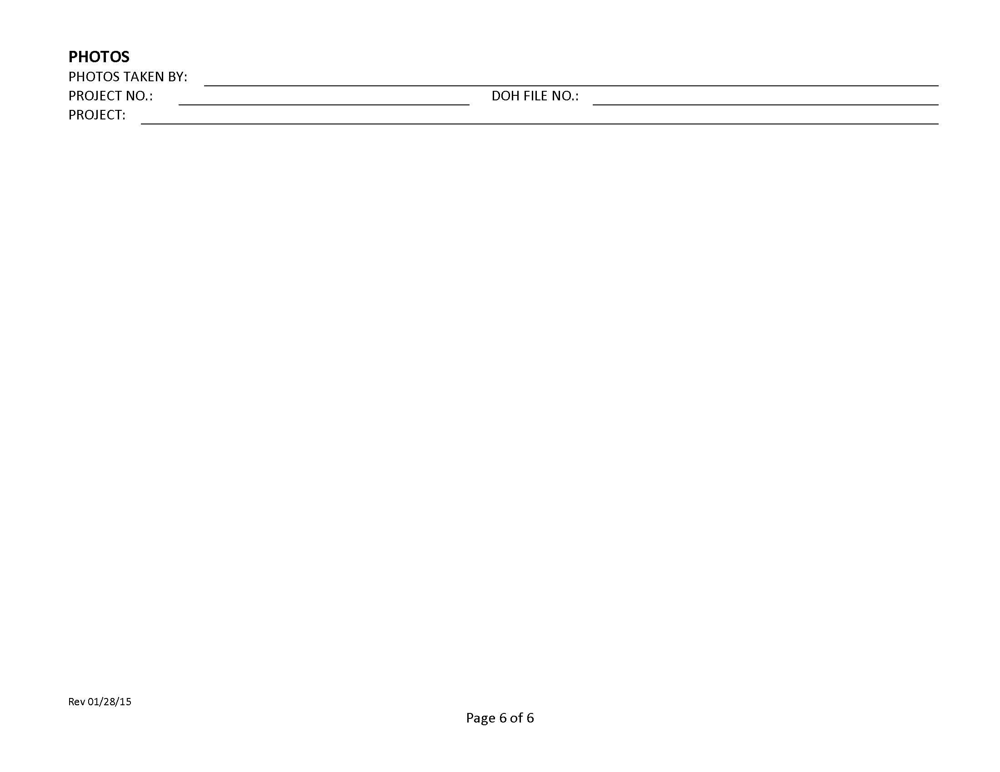 PHOTOS
PHOTOS TAKEN BY:
PROJECT NO.: DOH FILE NO.:
PROJECT:
Rev 01/28/15
Page 6 of 6